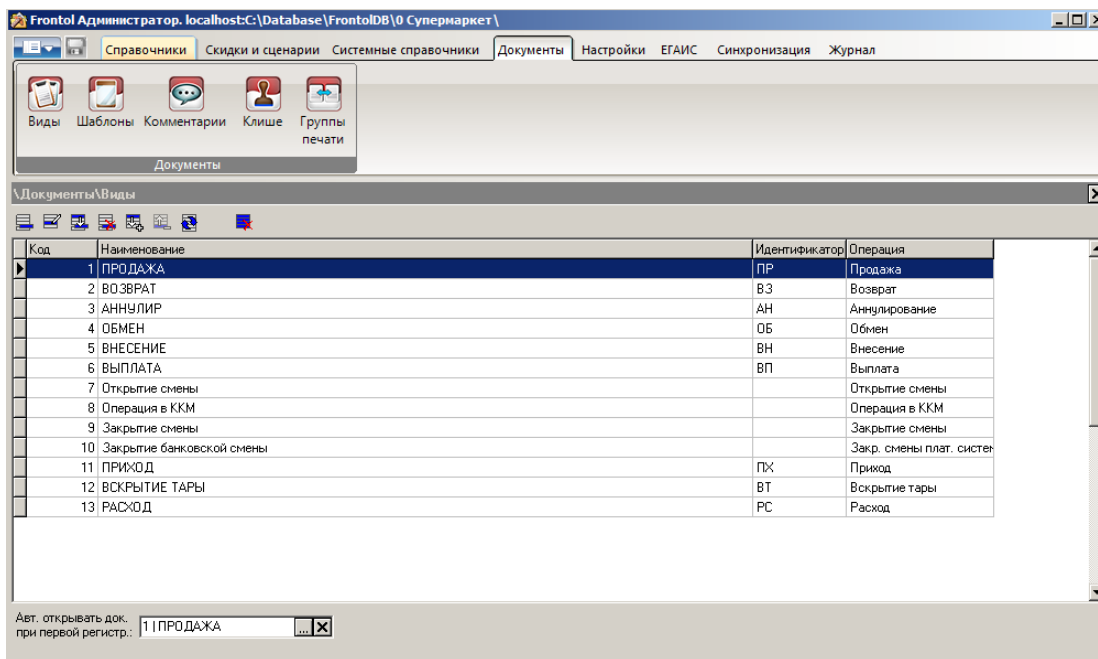 Frontol Администратор. localhost:C:\Database\FrontolDB\0 Супермаркет\
Справочники Скидки и сценарии Системные справочники Документы Настройки ЕГАИС Синхронизация Журнал
Виды Шаблоны Комментарии Клише Группы печати
Документы
\Документы\Виды
Код Наименование Идентификатор Операция
1 ПРОДАЖА ПР Продажа
2 ВОЗВРАТ ВЗ Возврат
3 АННУЛИР АН Аннулирование
4 ОБМЕН ОБ Обмен
5 ВНЕСЕНИЕ ВН Внесение
6 ВЫПЛАТА ВП Выплата
7 Открытие смены Открытие смены
8 Операция в ККМ Операция в ККМ
9 Закрытие смены Закрытие смены
10 Закрытие банковской смены Закр. смены плат. систем
11 ПРИХОД ПХ Приход
12 ВСКРЫТИЕ ТАРЫ ВТ Вскрытие тары
13 РАСХОД РС Расход
Авт. открывать док.
при первой регистр.: 1 | ПРОДАЖА ...